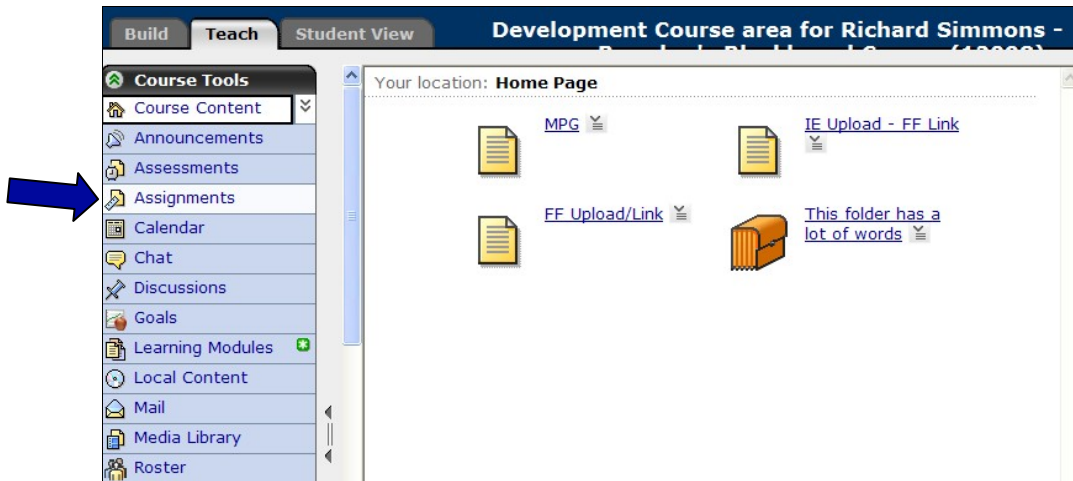 Build Teach Student View Development Course area for Richard Simmons -
Course Tools
Your location: Home Page
Course Content
Announcements
Assessments
Assignments
Calendar
Chat
Discussions
Goals
Learning Modules
Local Content
Mail
Media Library
Roster
MPG
IE Upload - FF Link
FF Upload/Link
This folder has a
lot of words